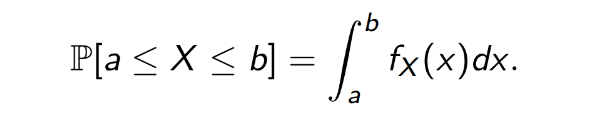 ℙ[a ≤ X ≤ b] = ∫_a^b f_X(x)dx.